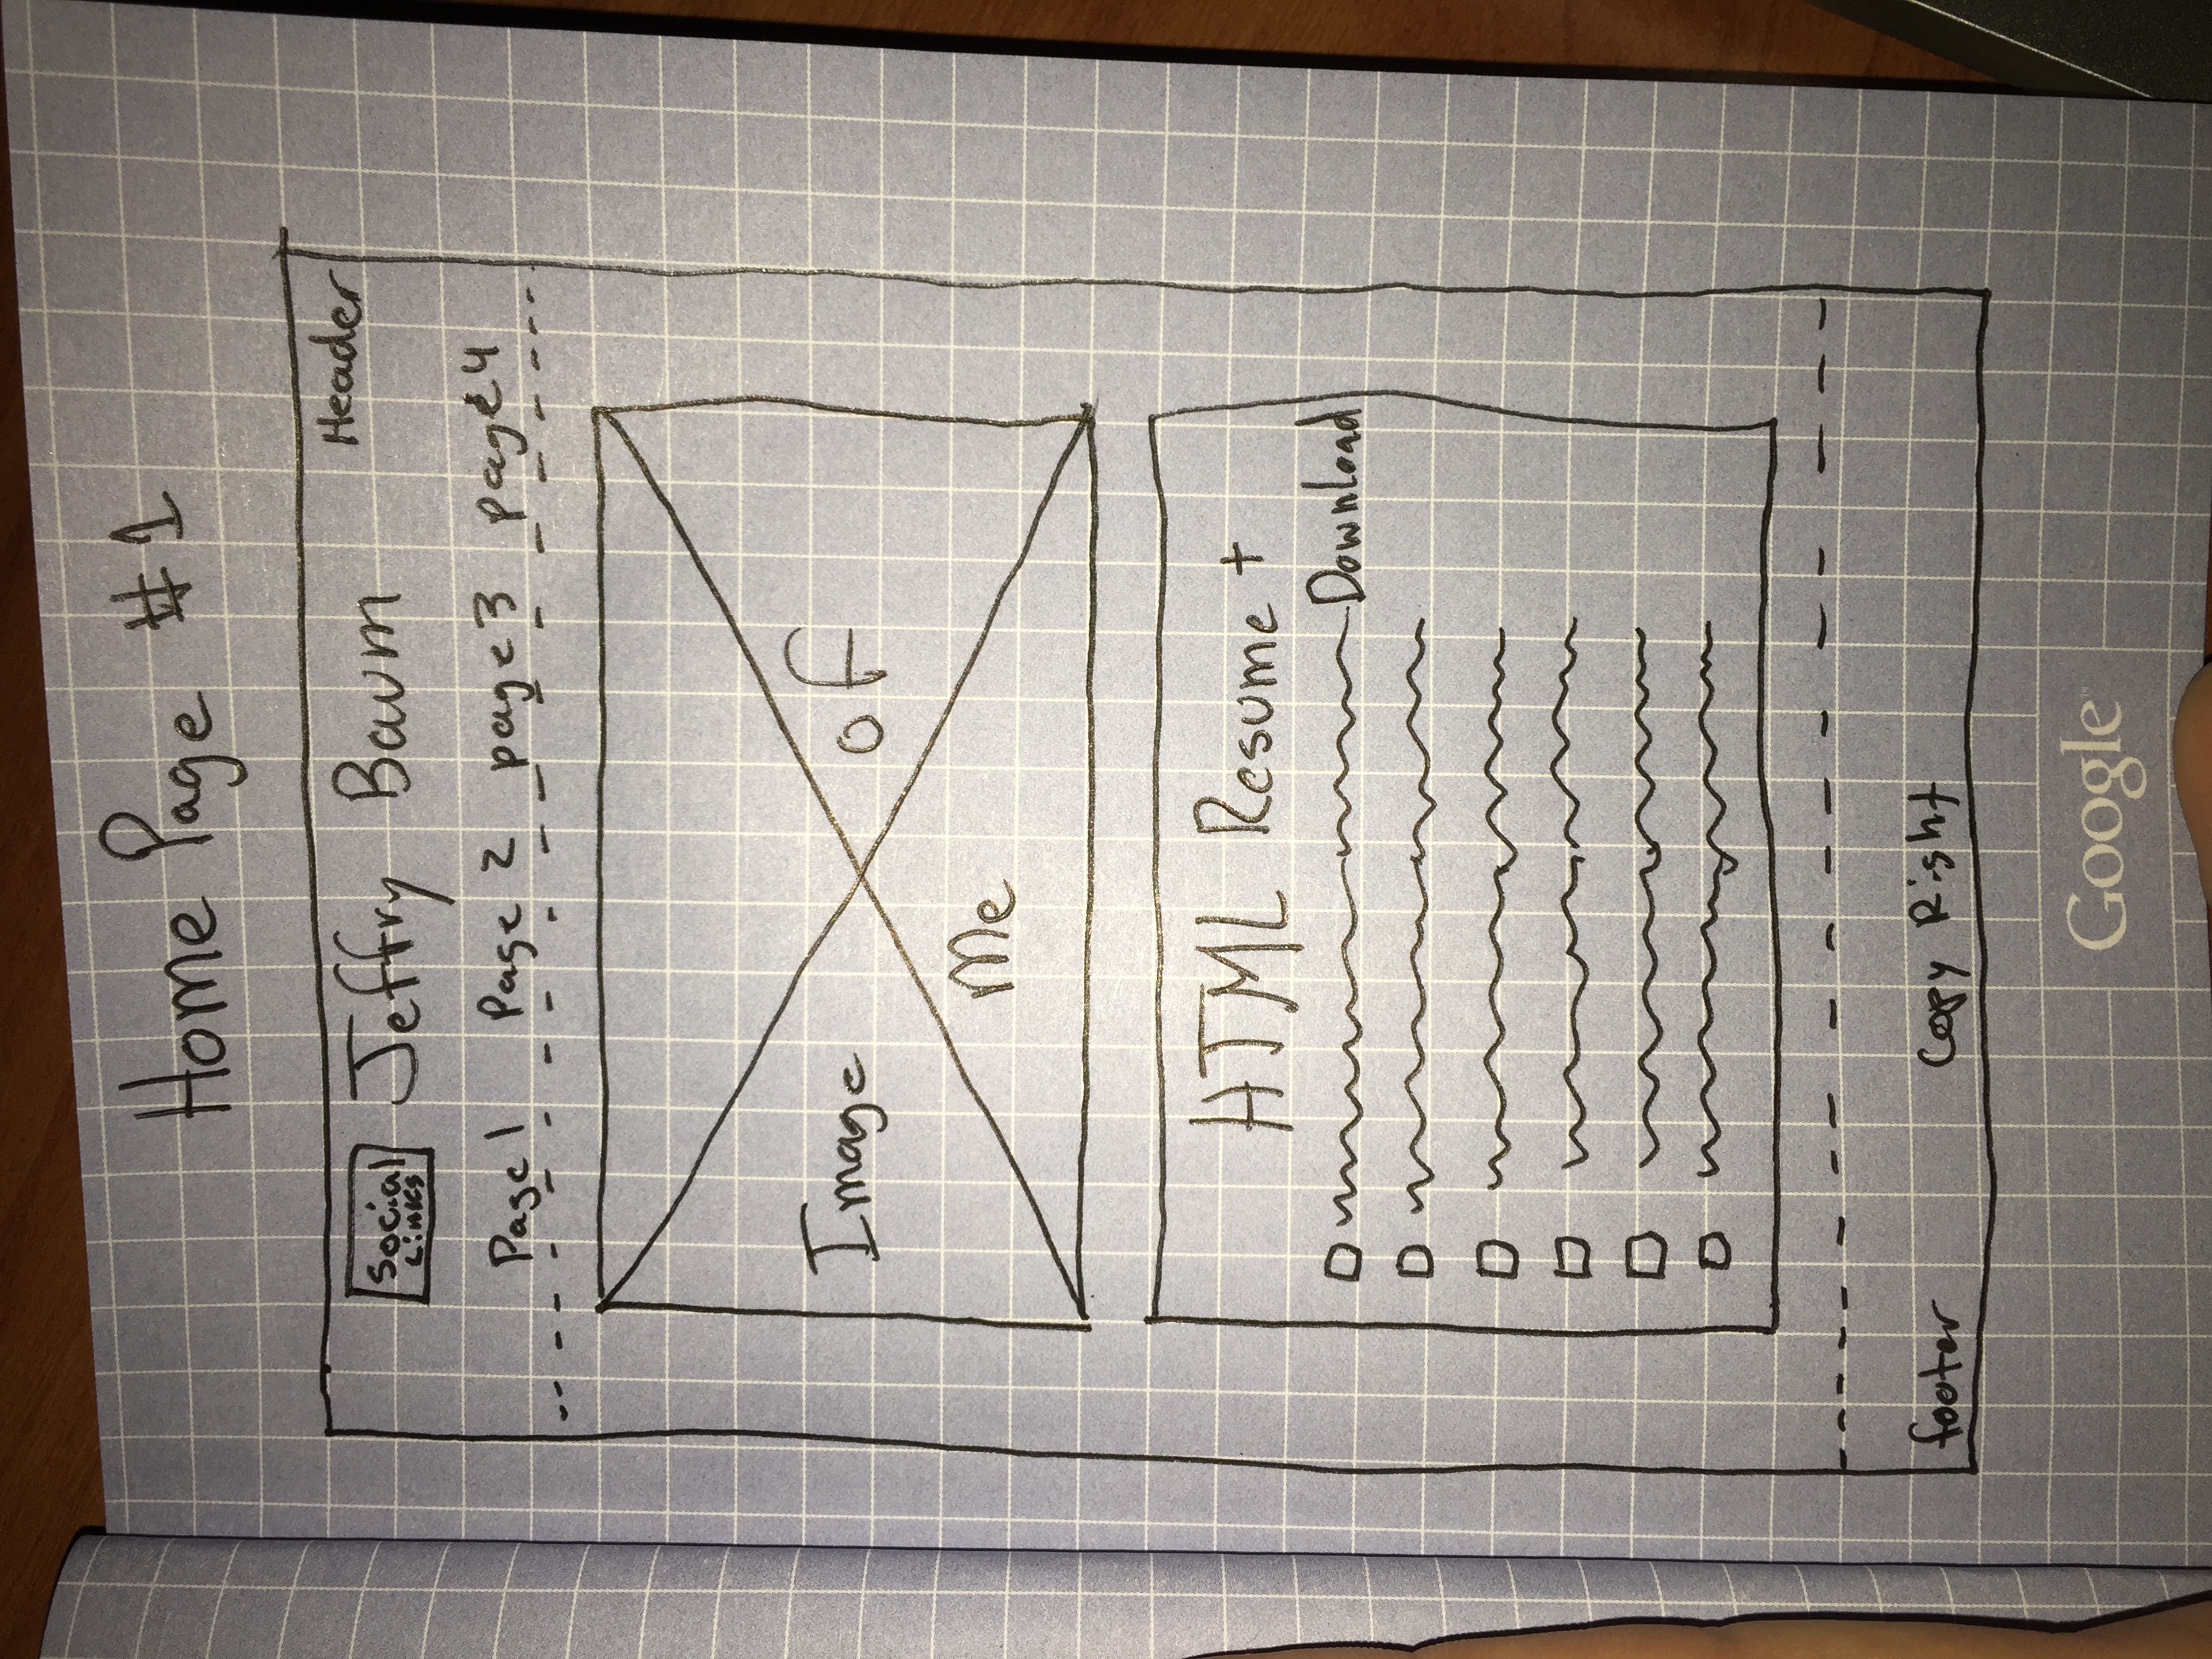 Home Page #1
Header
Social
Links
Jeffry Baum
Page 1 Page 2 page 3 page 4
Image of
Me
HTML Resume +
Download
footer Copy Right
Google